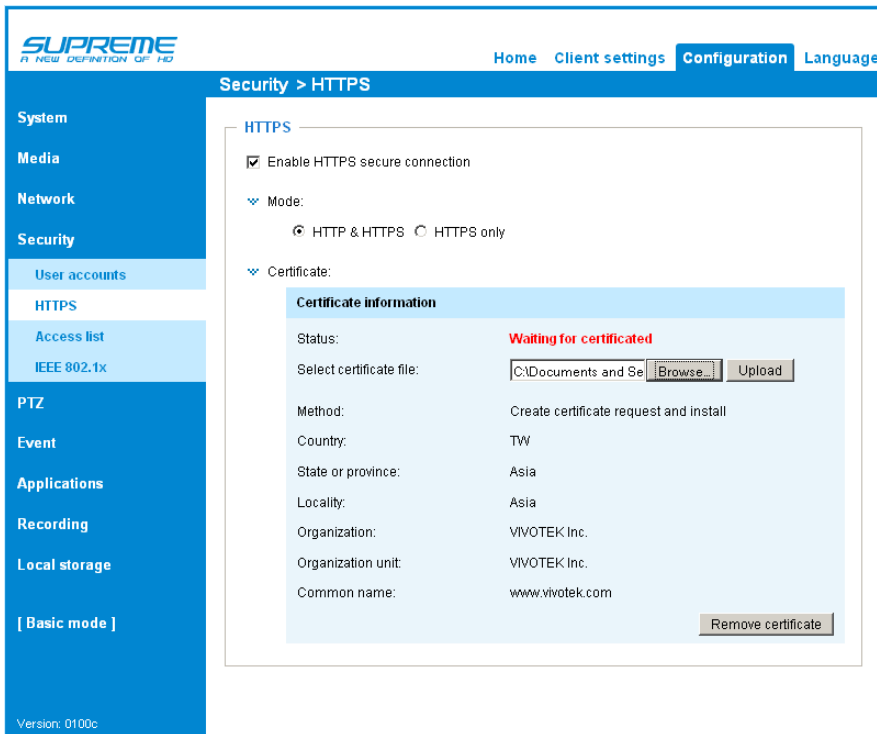 SUPREME
A NEW DEFINITION OF HD
Home Client settings Configuration Language
Security > HTTPS
System
Media
Network
Security
User accounts
HTTPS
Access list
IEEE 802.1x
PTZ
Event
Applications
Recording
Local storage
[ Basic mode ]
Version: 0100c
HTTPS
Enable HTTPS secure connection
Mode:
HTTP & HTTPS HTTPS only
Certificate:
Certificate information
Status: Waiting for certificated
Select certificate file: C:\Documents and Se Browse... Upload
Method: Create certificate request and install
Country: TW
State or province: Asia
Locality: Asia
Organization: VIVOTEK Inc.
Organization unit: VIVOTEK Inc.
Common name: www.vivotek.com
Remove certificate